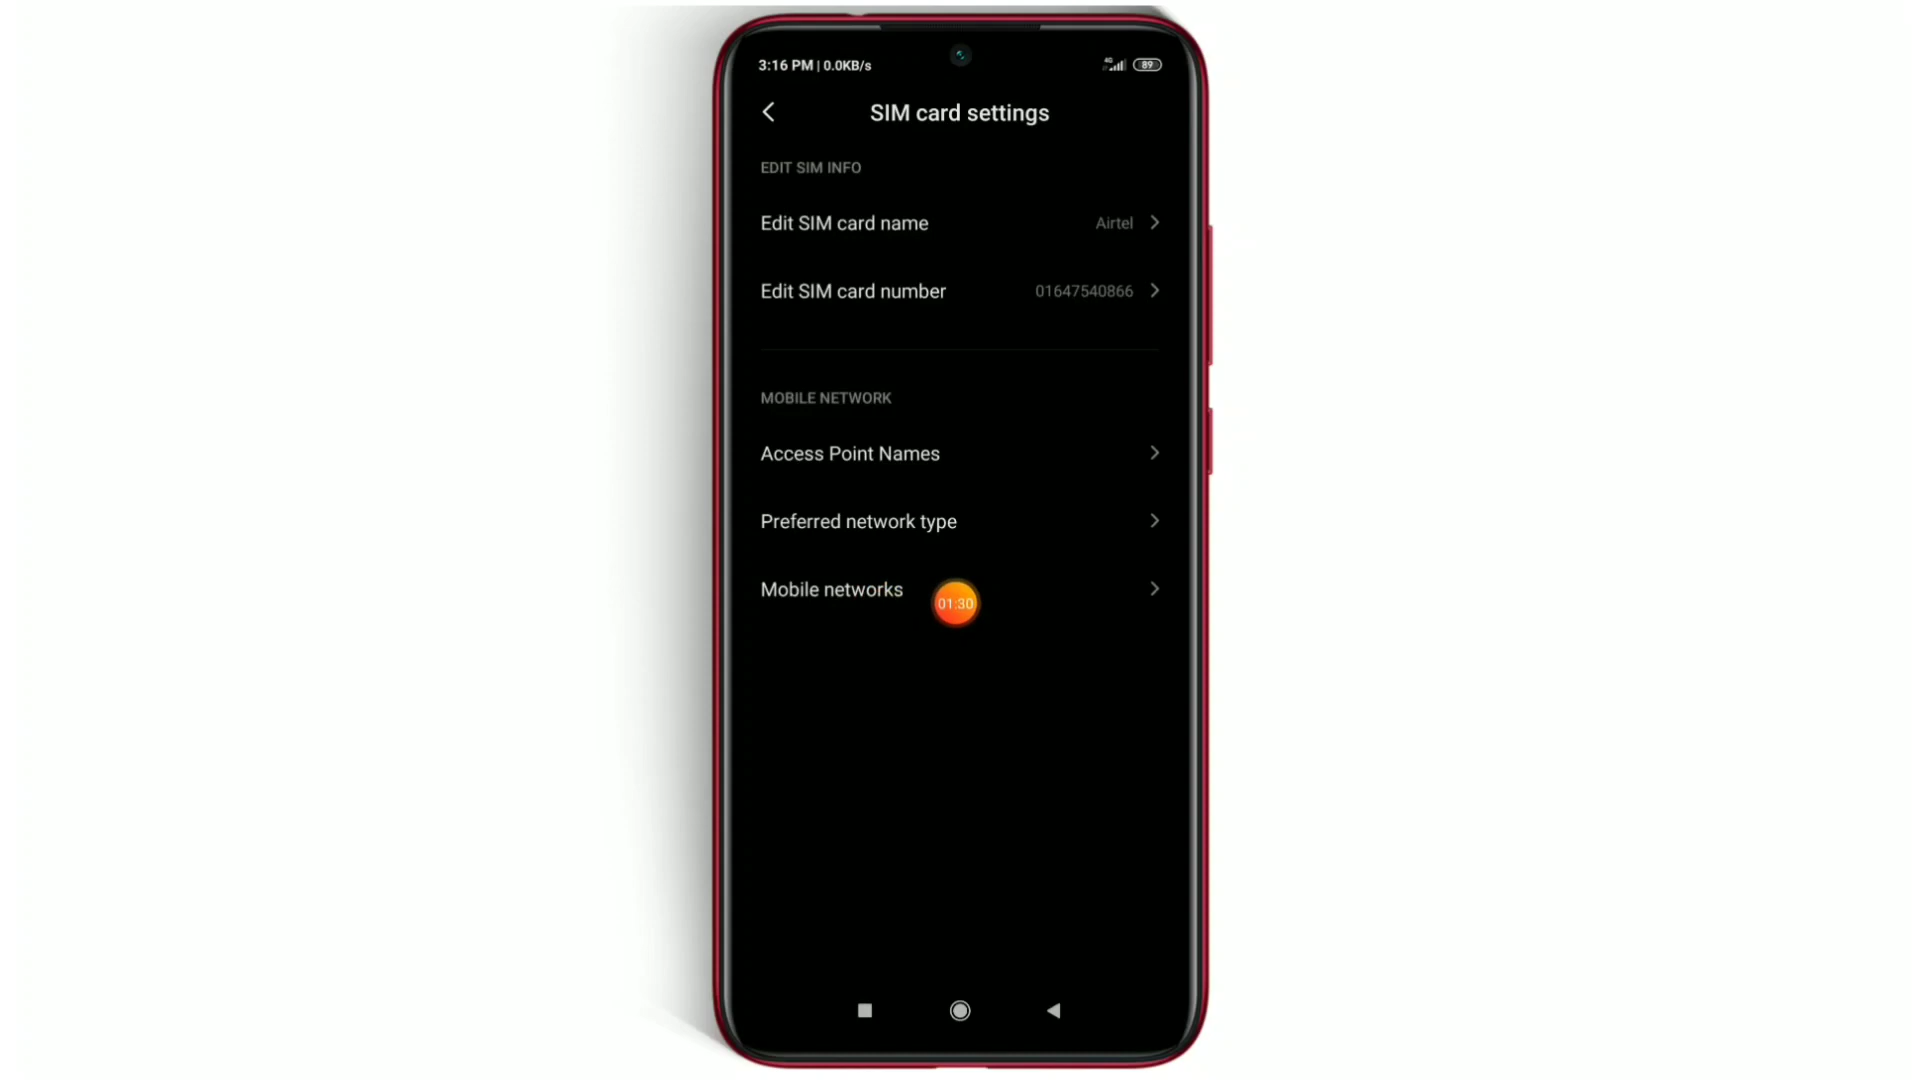 3:16 PM | 0.0KB/s 4G 89
SIM card settings
EDIT SIM INFO
Edit SIM card name Airtel
Edit SIM card number 01647540866
MOBILE NETWORK
Access Point Names
Preferred network type
Mobile networks
01:30